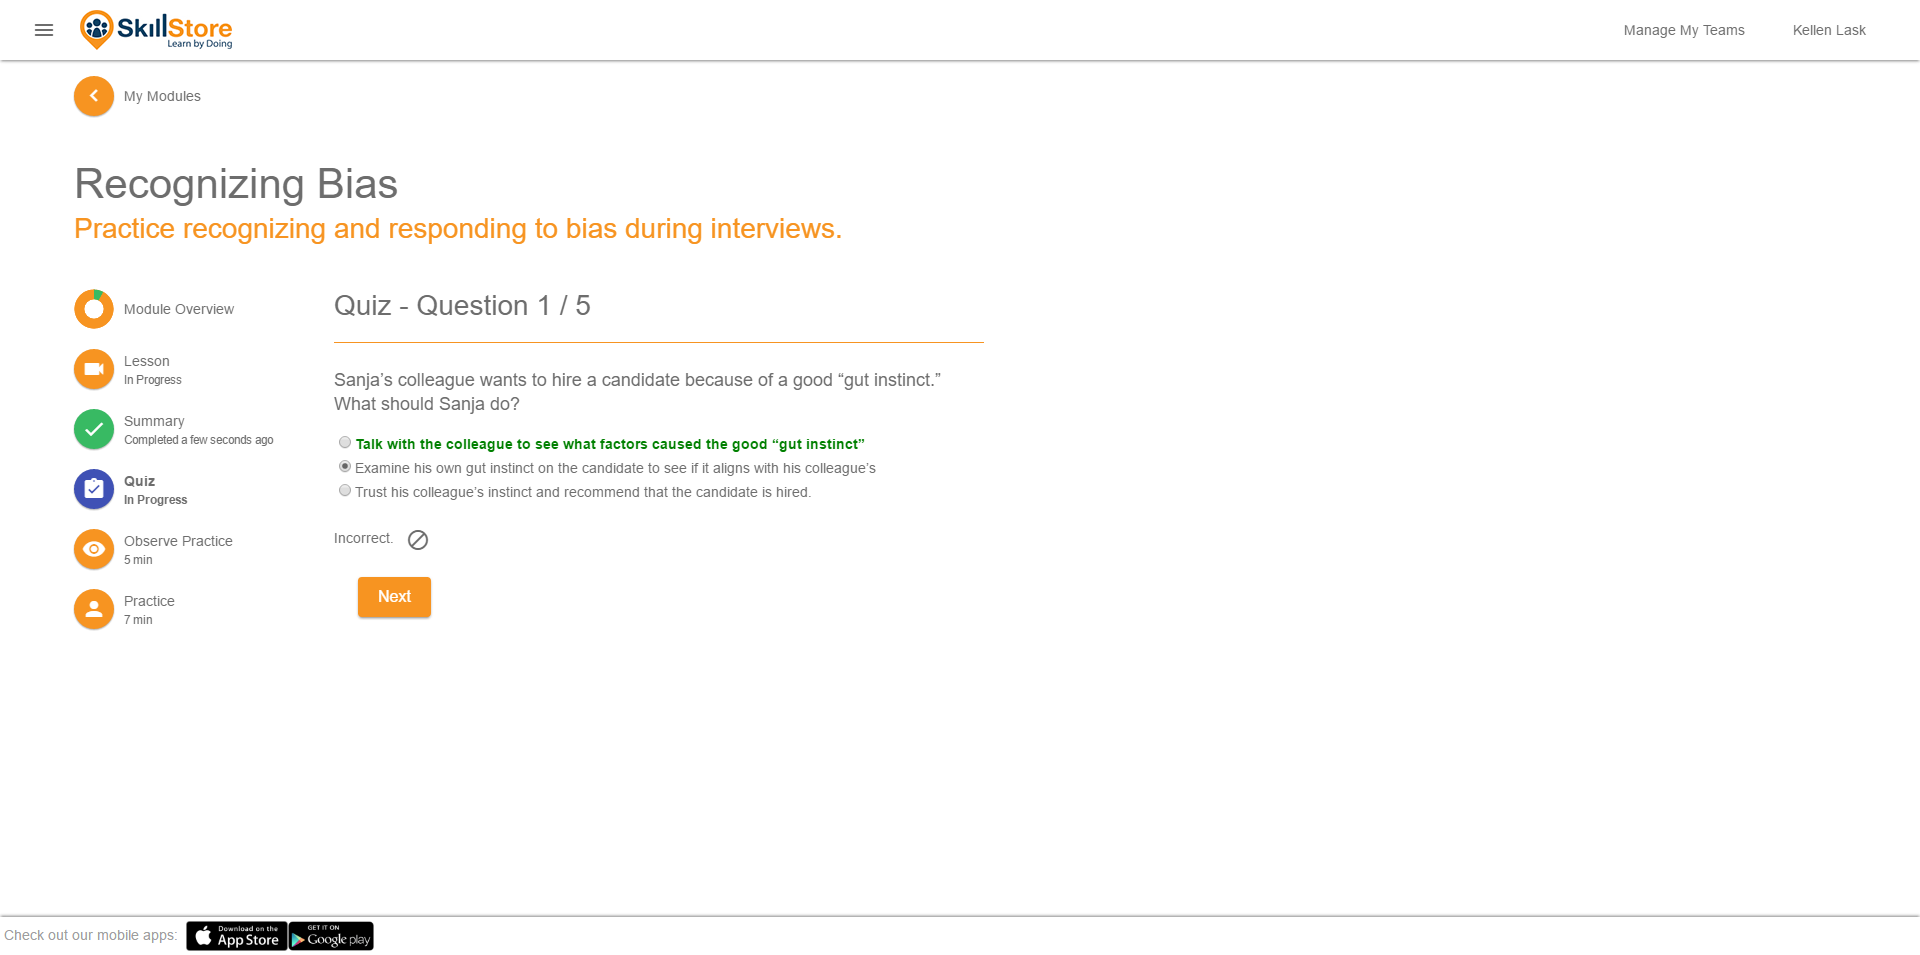 SkillStore
Learn by Doing
Manage My Teams
Kellen Lask
My Modules
Recognizing Bias
Practice recognizing and responding to bias during interviews.
Module Overview
Lesson
In Progress
Summary
Completed a few seconds ago
Quiz
In Progress
Observe Practice
5 min
Practice
7 min
Quiz - Question 1 / 5
Sanja’s colleague wants to hire a candidate because of a good “gut instinct.”
What should Sanja do?
Talk with the colleague to see what factors caused the good “gut instinct”
Examine his own gut instinct on the candidate to see if it aligns with his colleague’s
Trust his colleague’s instinct and recommend that the candidate is hired.
Incorrect.
Next
Check out our mobile apps:
Download on the
App Store
GET IT ON
Google play